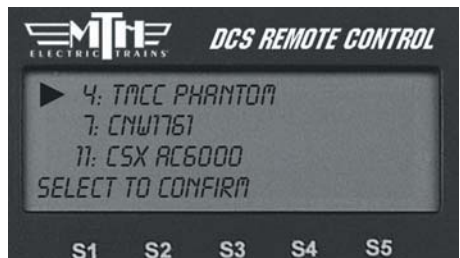 MTH
ELECTRIC TRAINS
DCS REMOTE CONTROL
4: TMCC PHANTOM
7: CNW1761
11: CSX AC6000
SELECT TO CONFIRM
S1 S2 S3 S4 S5